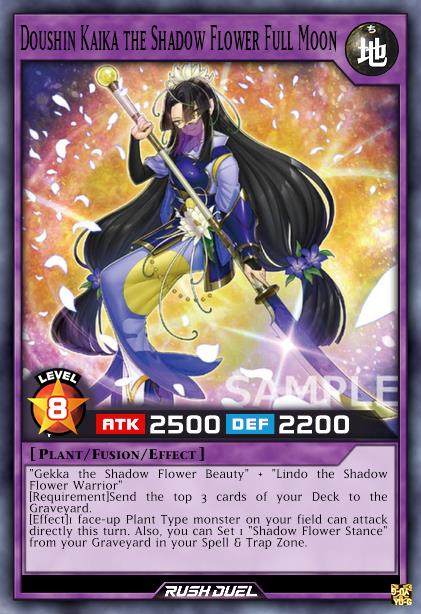 Doushin Kaika the Shadow Flower Full Moon
ち
地
SAMPLE
LEVEL
8
ATK 2500 DEF 2200
[Plant/Fusion/Effect]
"Gekka the Shadow Flower Beauty" + "Lindo the Shadow
Flower Warrior"
[Requirement]Send the top 3 cards of your Deck to the
Graveyard.
[Effect]1 face-up Plant Type monster on your field can attack
directly this turn. Also, you can Set 1 "Shadow Flower Stance"
from your Graveyard in your Spell & Trap Zone.
RUSH DUEL